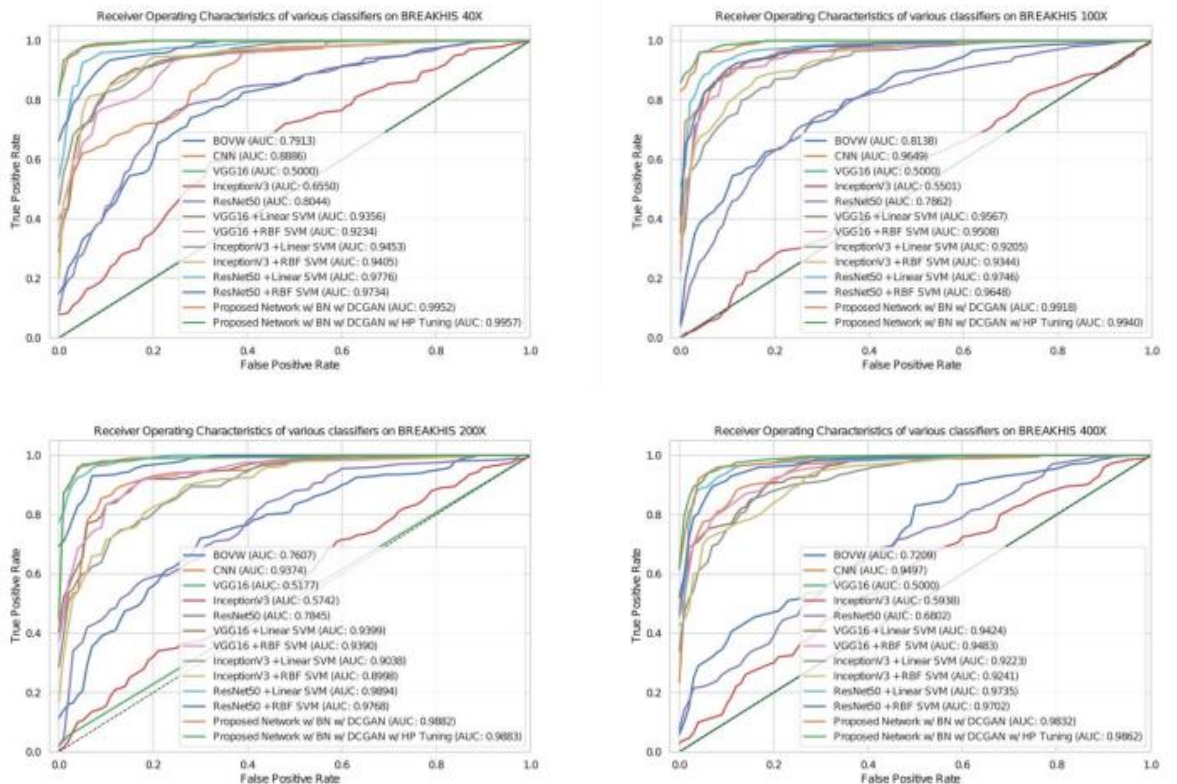 Receiver Operating Characteristics of various classifiers on BREAKHIS 40X
1.0
0.8
0.6
0.4
0.2
0.0
True Positive Rate
BOVW (AUC: 0.7913)
CNN (AUC: 0.8886)
VGG16 (AUC: 0.5000)
InceptionV3 (AUC: 0.6550)
ResNet50 (AUC: 0.8044)
VGG16 +Linear SVM (AUC: 0.9356)
VGG16 +RBF SVM (AUC: 0.9234)
InceptionV3 +Linear SVM (AUC: 0.9453)
InceptionV3 +RBF SVM (AUC: 0.9405)
ResNet50 +Linear SVM (AUC: 0.9776)
ResNet50 +RBF SVM (AUC: 0.9734)
Proposed Network w/ BN w/ DCGAN (AUC: 0.9952)
Proposed Network w/ BN w/ DCGAN w/ HP Tuning (AUC: 0.9957)
0.0 0.2 0.4 0.6 0.8 1.0
False Positive Rate
Receiver Operating Characteristics of various classifiers on BREAKHIS 100X
1.0
0.8
0.6
0.4
0.2
0.0
True Positive Rate
BOVW (AUC: 0.8138)
CNN (AUC: 0.9649)
VGG16 (AUC: 0.5000)
InceptionV3 (AUC: 0.5501)
ResNet50 (AUC: 0.7862)
VGG16 +Linear SVM (AUC: 0.9567)
VGG16 +RBF SVM (AUC: 0.9508)
InceptionV3 +Linear SVM (AUC: 0.9205)
InceptionV3 +RBF SVM (AUC: 0.9344)
ResNet50 +Linear SVM (AUC: 0.9746)
ResNet50 +RBF SVM (AUC: 0.9648)
Proposed Network w/ BN w/ DCGAN (AUC: 0.9918)
Proposed Network w/ BN w/ DCGAN w/ HP Tuning (AUC: 0.9940)
0.0 0.2 0.4 0.6 0.8 1.0
False Positive Rate
Receiver Operating Characteristics of various classifiers on BREAKHIS 200X
1.0
0.8
0.6
0.4
0.2
0.0
True Positive Rate
BOVW (AUC: 0.7607)
CNN (AUC: 0.9374)
VGG16 (AUC: 0.5177)
InceptionV3 (AUC: 0.5742)
ResNet50 (AUC: 0.7845)
VGG16 +Linear SVM (AUC: 0.9399)
VGG16 +RBF SVM (AUC: 0.9390)
InceptionV3 +Linear SVM (AUC: 0.9038)
InceptionV3 +RBF SVM (AUC: 0.8998)
ResNet50 +Linear SVM (AUC: 0.9894)
ResNet50 +RBF SVM (AUC: 0.9768)
Proposed Network w/ BN w/ DCGAN (AUC: 0.9882)
Proposed Network w/ BN w/ DCGAN w/ HP Tuning (AUC: 0.9883)
0.0 0.2 0.4 0.6 0.8 1.0
False Positive Rate
Receiver Operating Characteristics of various classifiers on BREAKHIS 400X
1.0
0.8
0.6
0.4
0.2
0.0
True Positive Rate
BOVW (AUC: 0.7209)
CNN (AUC: 0.9497)
VGG16 (AUC: 0.5000)
InceptionV3 (AUC: 0.5938)
ResNet50 (AUC: 0.6802)
VGG16 +Linear SVM (AUC: 0.9424)
VGG16 +RBF SVM (AUC: 0.9483)
InceptionV3 +Linear SVM (AUC: 0.9223)
InceptionV3 +RBF SVM (AUC: 0.9241)
ResNet50 +Linear SVM (AUC: 0.9735)
ResNet50 +RBF SVM (AUC: 0.9702)
Proposed Network w/ BN w/ DCGAN (AUC: 0.9832)
Proposed Network w/ BN w/ DCGAN w/ HP Tuning (AUC: 0.9862)
0.0 0.2 0.4 0.6 0.8 1.0
False Positive Rate